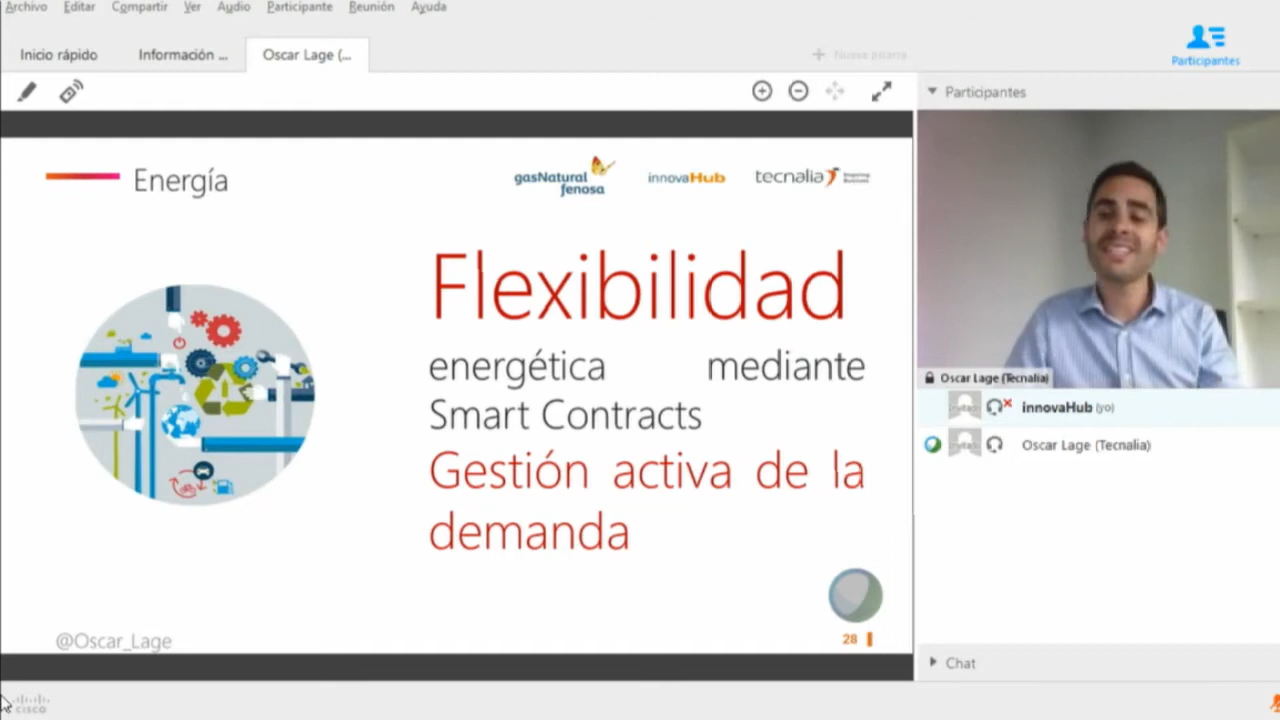 Archivo Editar Compartir Ver Audio Participante Reunión Ayuda
Inicio rápido
Información ...
Oscar Lage (...
Participantes
Participantes
Energía
gasNatural
fenosa
innovaHub
tecnalia
Flexibilidad
energética mediante
Smart Contracts
Gestión activa de la
demanda
@Oscar_Lage
28
Oscar Lage (Tecnalia)
innovaHub (yo)
Oscar Lage (Tecnalia)
Chat
cisco